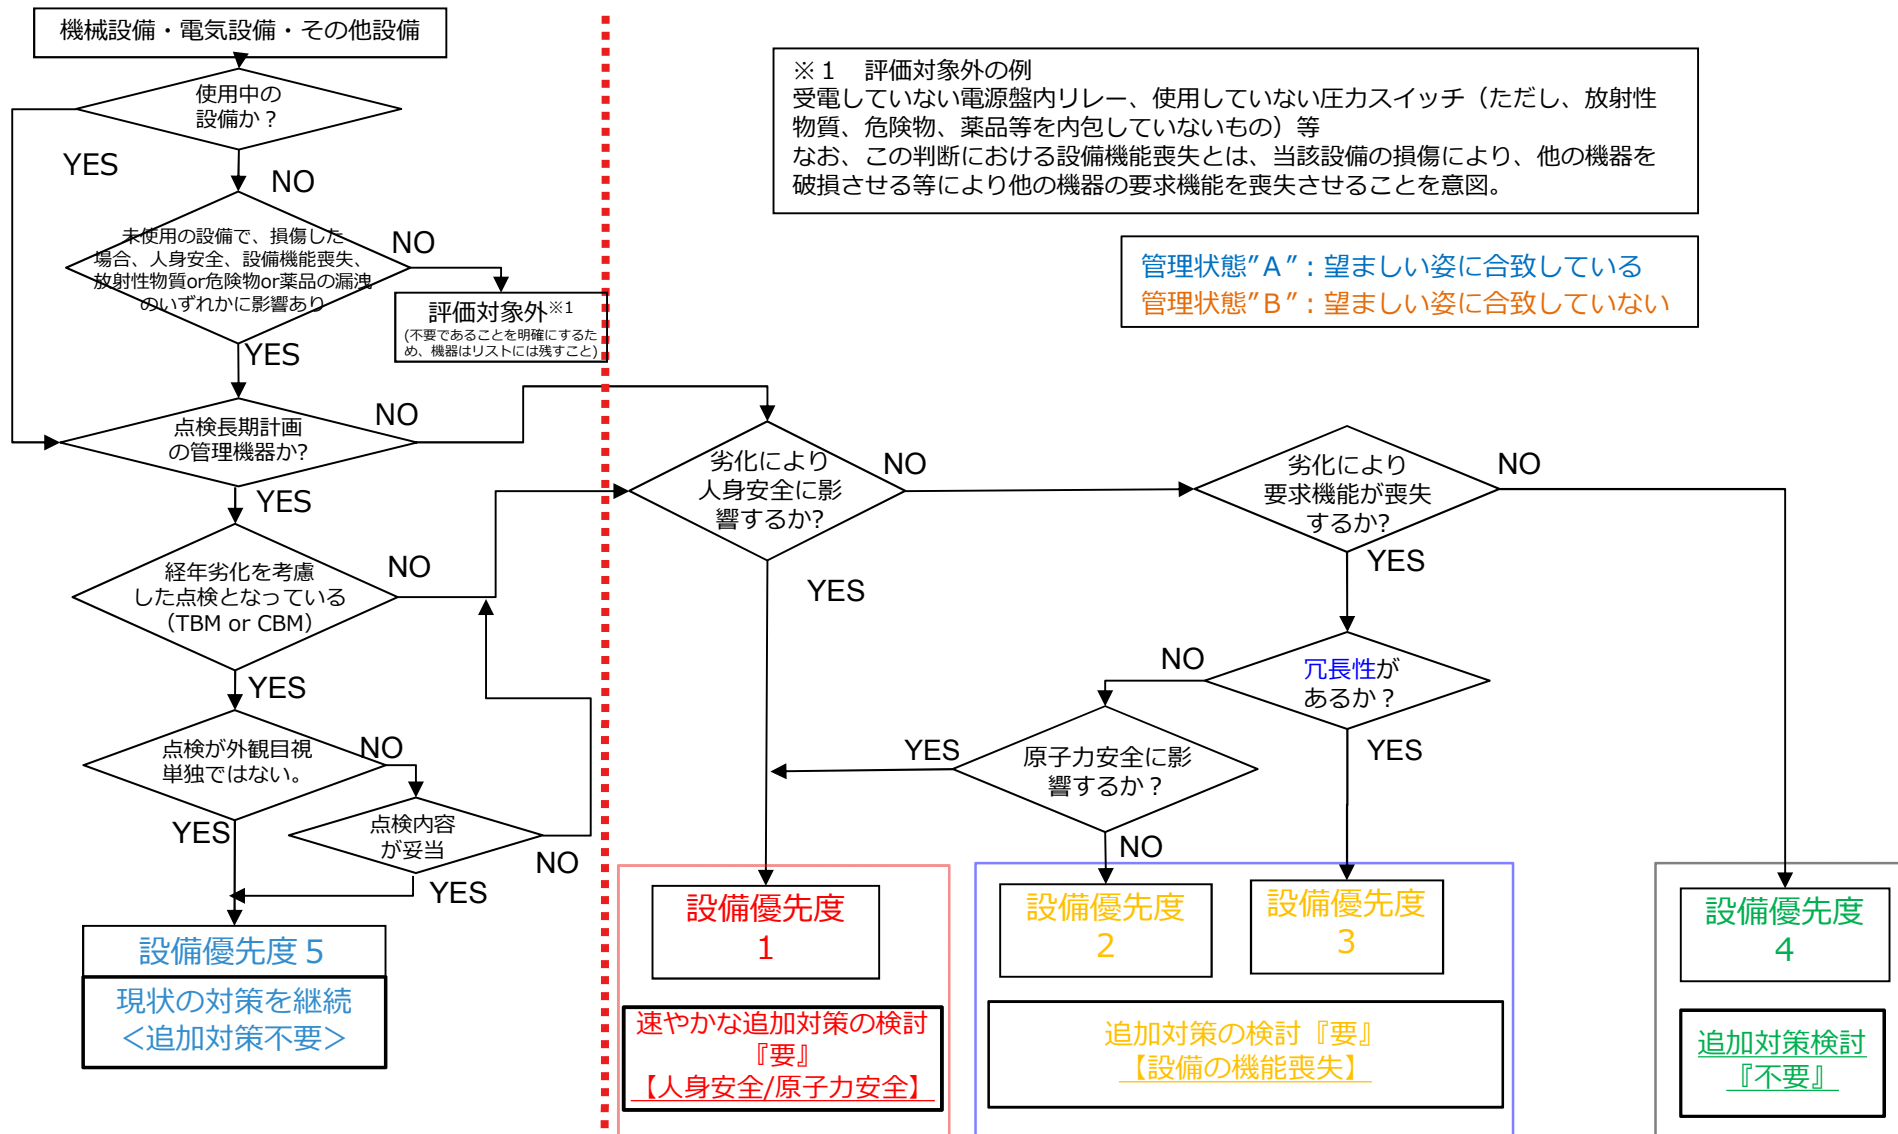 機械設備・電気設備・その他設備
使用中の
設備か？
YES
NO
未使用の設備で、損傷した
場合、人身安全、設備機能喪失、
放射性物質or危険物or薬品の漏洩
のいずれかに影響あり
NO
YES
評価対象外※1
(不要であることを明確にするた
め、機器はリストには残すこと)
点検長期計画
の管理機器か?
NO
YES
経年劣化を考慮
した点検となっている
（TBM or CBM）
NO
YES
点検が外観目視
単独ではない。
NO
YES
点検内容
が妥当
NO
YES
設備優先度５
現状の対策を継続
＜追加対策不要＞
※１　評価対象外の例
受電していない電源盤内リレー、使用していない圧力スイッチ（ただし、放射性
物質、危険物、薬品等を内包していないもの）等
なお、この判断における設備機能喪失とは、当該設備の損傷により、他の機器を
破損させる等により他の機器の要求機能を喪失させることを意図。
管理状態”Ａ”：望ましい姿に合致している
管理状態”Ｂ”：望ましい姿に合致していない
劣化により
人身安全に影
響するか?
NO
YES
劣化により
要求機能が喪失
するか?
NO
YES
冗長性が
あるか？
NO
YES
原子力安全に影
響するか？
YES
NO
設備優先度
１
速やかな追加対策の検討
『要』
【人身安全/原子力安全】
設備優先度
２
設備優先度
３
追加対策の検討『要』
【設備の機能喪失】
設備優先度
４
追加対策検討
『不要』